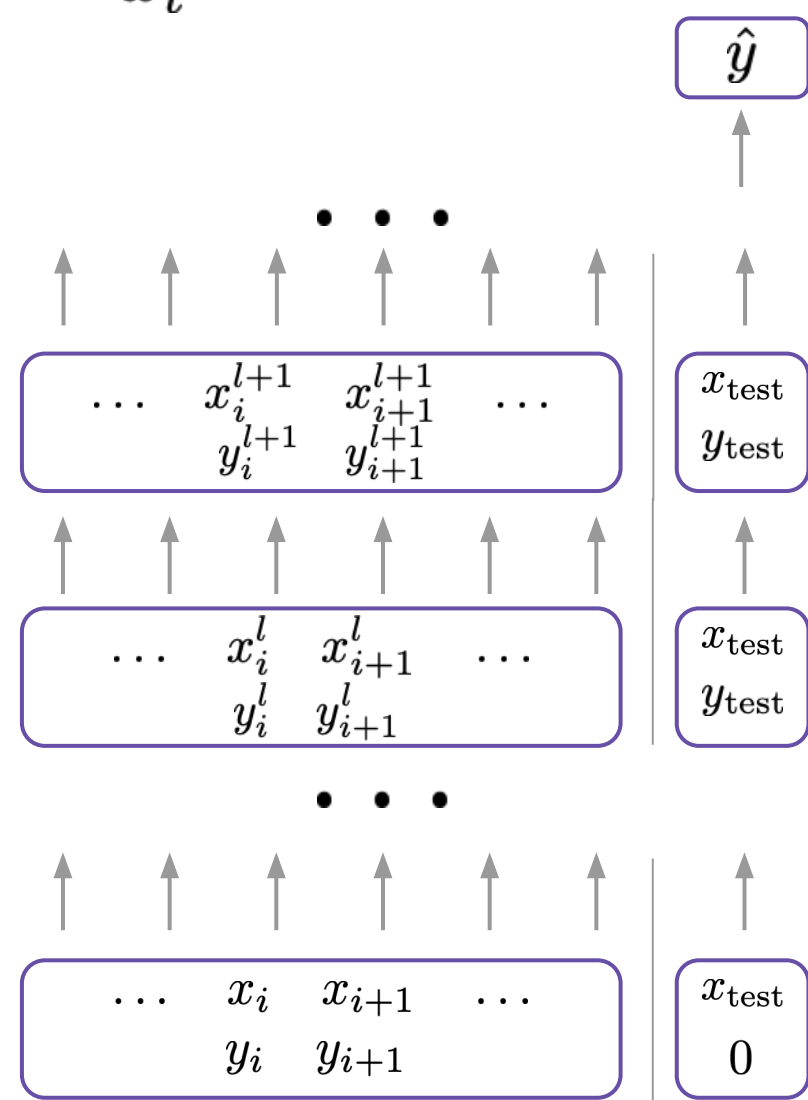 ŷ
• • •
⋯ x_i^{l+1} x_{i+1}^{l+1} ⋯ x_test
y_i^{l+1} y_{i+1}^{l+1} y_test
⋯ x_i^l x_{i+1}^l ⋯ x_test
y_i^l y_{i+1}^l y_test
• • •
⋯ x_i x_{i+1} ⋯ x_test
y_i y_{i+1} 0